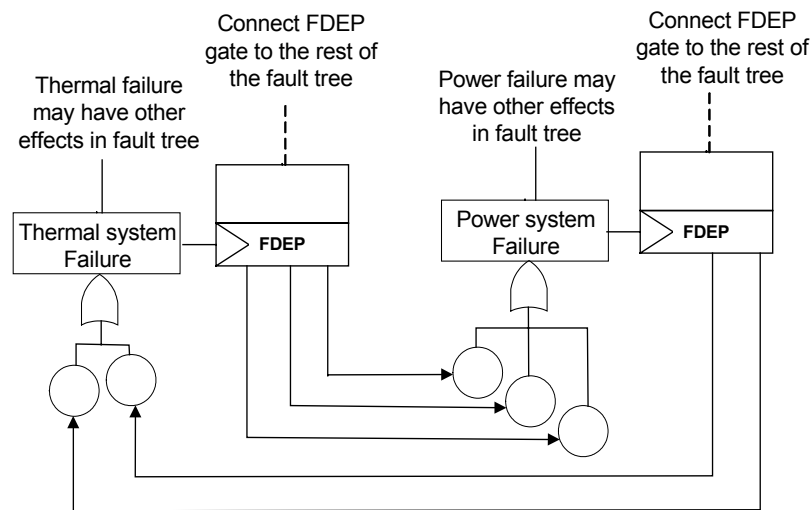 Connect FDEP
gate to the rest of
the fault tree
Thermal failure
may have other
effects in fault tree
Thermal system
Failure
FDEP
Connect FDEP
gate to the rest of
the fault tree
Power failure may
have other effects
in fault tree
Power system
Failure
FDEP